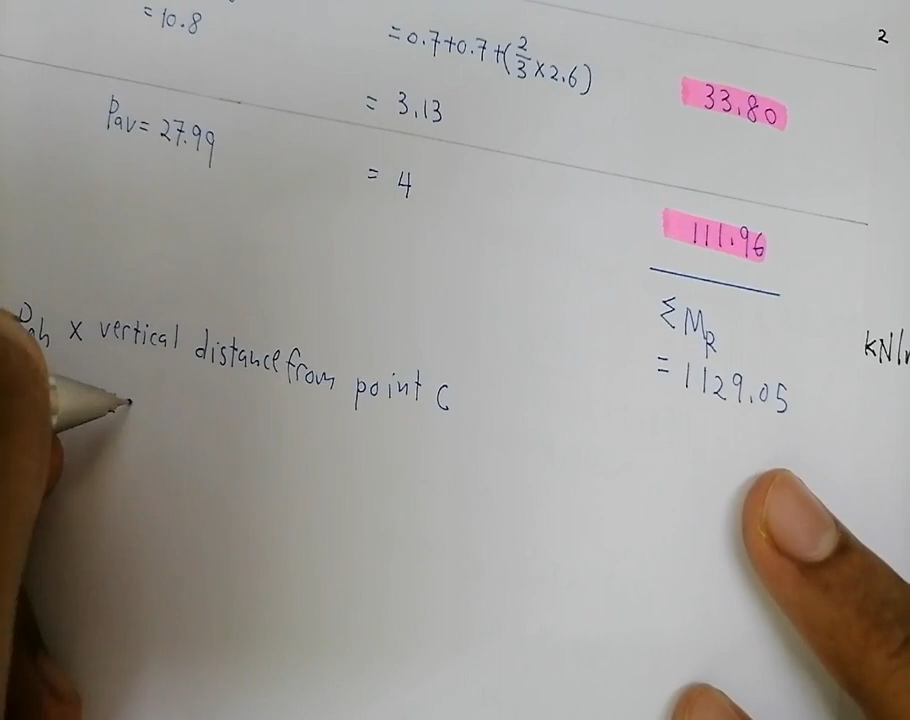 2
= 10.8
= 0.7+0.7+(2/3 x 2.6)
33.80
= 3.13
Pav = 27.99
= 4
111.96
Pah x vertical distance from point C
ΣMR
= 1129.05